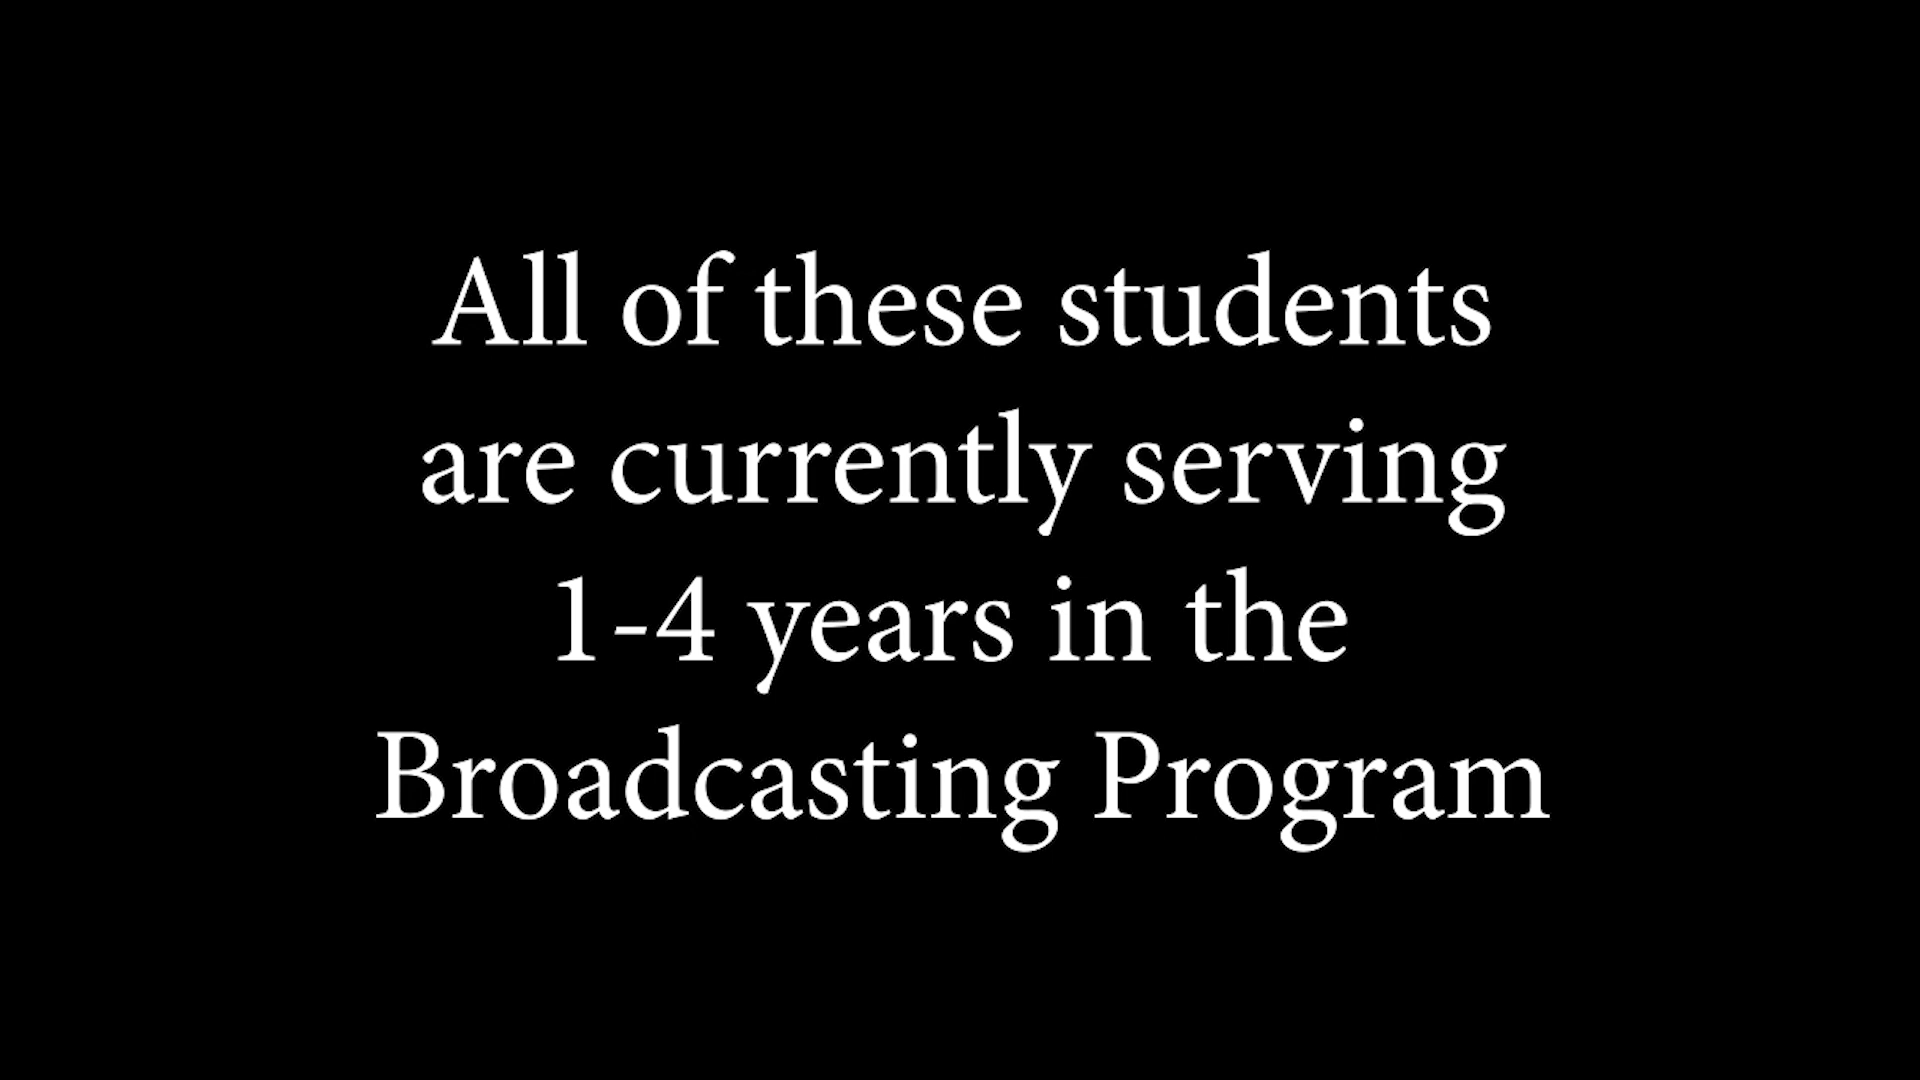 All of these students
are currently serving
1-4 years in the
Broadcasting Program